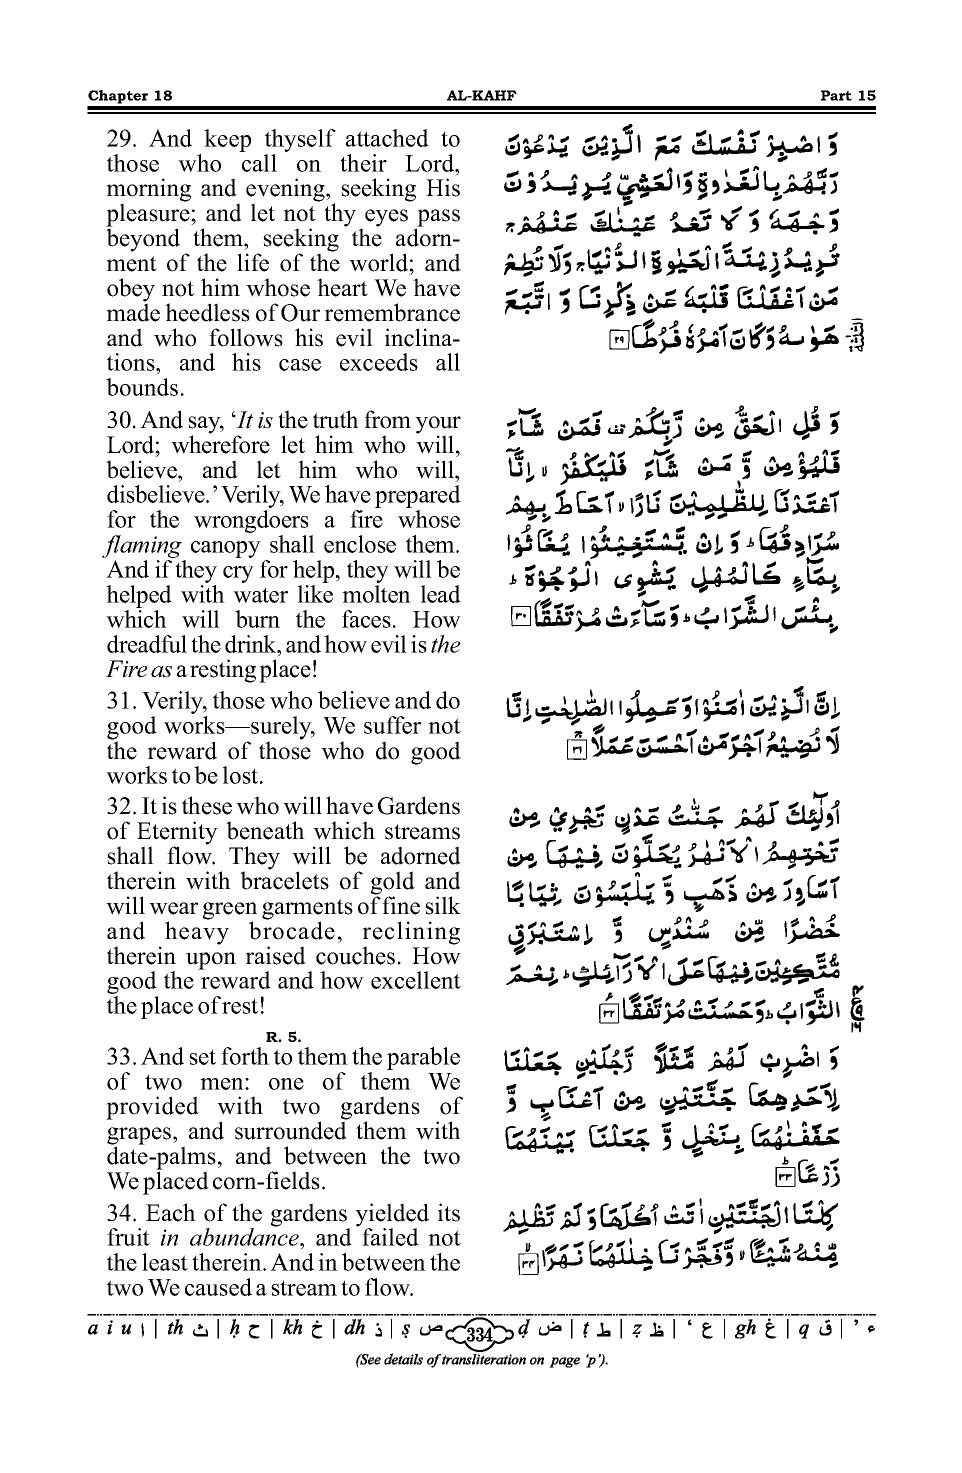 Chapter 18 AL-KAHF Part 15
29. And keep thyself attached to
those who call on their Lord,
morning and evening, seeking His
pleasure; and let not thy eyes pass
beyond them, seeking the adorn-
ment of the life of the world; and
obey not him whose heart We have
made heedless of Our remembrance
and who follows his evil inclina-
tions, and his case exceeds all
bounds.
وَ اصْبِرْ نَفْسَكَ مَعَ الَّذِيْنَ يَدْعُوْنَ
رَبَّهُمْ بِالْغَدٰوةِ وَالْعَشِيِّ يُرِيْدُوْنَ
وَجْهَهٗ وَ لَا تَعْدُ عَيْنٰكَ عَنْهُمْ ۚ
تُرِيْدُ زِيْنَةَ الْحَيٰوةِ الدُّنْيَا ۚ وَلَا تُطِعْ
مَنْ اَغْفَلْنَا قَلْبَهٗ عَنْ ذِكْرِنَا وَ اتَّبَعَ
هَوٰىهُ وَكَانَ اَمْرُهٗ فُرُطًا ۲۹
30. And say, ‘It is the truth from your
Lord; wherefore let him who will,
believe, and let him who will,
disbelieve.’ Verily, We have prepared
for the wrongdoers a fire whose
flaming canopy shall enclose them.
And if they cry for help, they will be
helped with water like molten lead
which will burn the faces. How
dreadful the drink, and how evil is the
Fire as a resting place!
وَ قُلِ الْحَقُّ مِنْ رَّبِّكُمْ ۟ فَمَنْ شَآءَ
فَلْيُؤْمِنْ وَّ مَنْ شَآءَ فَلْيَكْفُرْ ۙ اِنَّاۤ
اَعْتَدْنَا لِلظّٰلِمِيْنَ نَارًا ۙ اَحَاطَ بِهِمْ
سُرَادِقُهَا ؕ وَ اِنْ يَّسْتَغِيْثُوْا يُغَاثُوْا
بِمَآءٍ كَالْمُهْلِ يَشْوِى الْوُجُوْهَ ؕ
بِئْسَ الشَّرَابُ ؕ وَ سَآءَتْ مُرْتَفَقًا ۳۰
31. Verily, those who believe and do
good works—surely, We suffer not
the reward of those who do good
works to be lost.
اِنَّ الَّذِيْنَ اٰمَنُوْا وَ عَمِلُوا الصّٰلِحٰتِ اِنَّا
لَا نُضِيْعُ اَجْرَ مَنْ اَحْسَنَ عَمَلًا ۳۱
32. It is these who will have Gardens
of Eternity beneath which streams
shall flow. They will be adorned
therein with bracelets of gold and
will wear green garments of fine silk
and heavy brocade, reclining
therein upon raised couches. How
good the reward and how excellent
the place of rest!
اُولٰٓئِكَ لَهُمْ جَنّٰتُ عَدْنٍ تَجْرِيْ مِنْ
تَحْتِهِمُ الْاَنْهٰرُ يُحَلَّوْنَ فِيْهَا مِنْ
اَسَاوِرَ مِنْ ذَهَبٍ وَّ يَلْبَسُوْنَ ثِيَابًا
خُضْرًا مِّنْ سُنْدُسٍ وَّ اِسْتَبْرَقٍ
مُّتَّكِـِٕيْنَ فِيْهَا عَلَى الْاَرَآئِكِ ؕ نِعْمَ
الثَّوَابُ ؕ وَ حَسُنَتْ مُرْتَفَقًا ۳۲
R. 5.
33. And set forth to them the parable
of two men: one of them We
provided with two gardens of
grapes, and surrounded them with
date-palms, and between the two
We placed corn-fields.
وَ اضْرِبْ لَهُمْ مَّثَلًا رَّجُلَيْنِ جَعَلْنَا
لِاَحَدِهِمَا جَنَّتَيْنِ مِنْ اَعْنَابٍ وَّ
حَفَفْنٰهُمَا بِنَخْلٍ وَّ جَعَلْنَا بَيْنَهُمَا
زَرْعًا ۳۳
34. Each of the gardens yielded its
fruit in abundance, and failed not
the least therein. And in between the
two We caused a stream to flow.
كِلْتَا الْجَنَّتَيْنِ اٰتَتْ اُكُلَهَا وَ لَمْ تَظْلِمْ
مِّنْهُ شَيْـًٔا ۙ وَّ فَجَّرْنَا خِلٰلَهُمَا نَهَرًا ۳۴
a i u ا | th ث | ḥ ح | kh خ | dh ذ | ṣ ص 334 ḍ ض | ṭ ط | ẓ ظ | ‘ ع | gh غ | q ق | ’ ء
(See details of transliteration on page ‘p’).